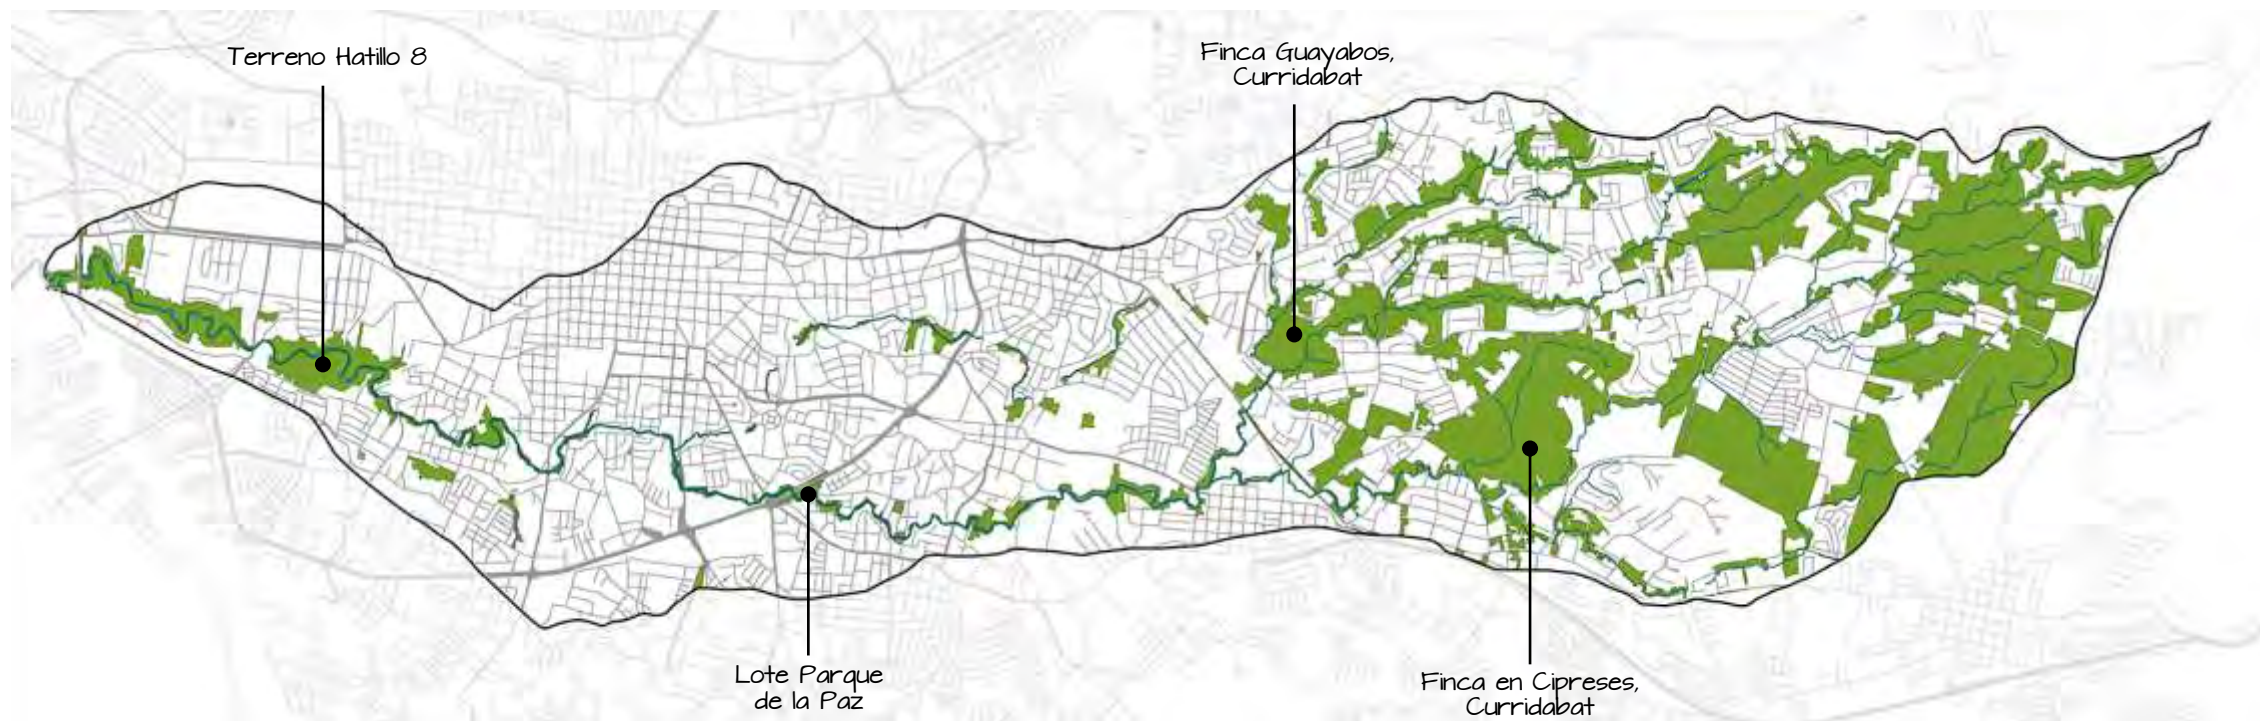 Terreno Hatillo 8
Finca Guayabos,
Curridabat
Lote Parque
de la Paz
Finca en Cipreses,
Curridabat